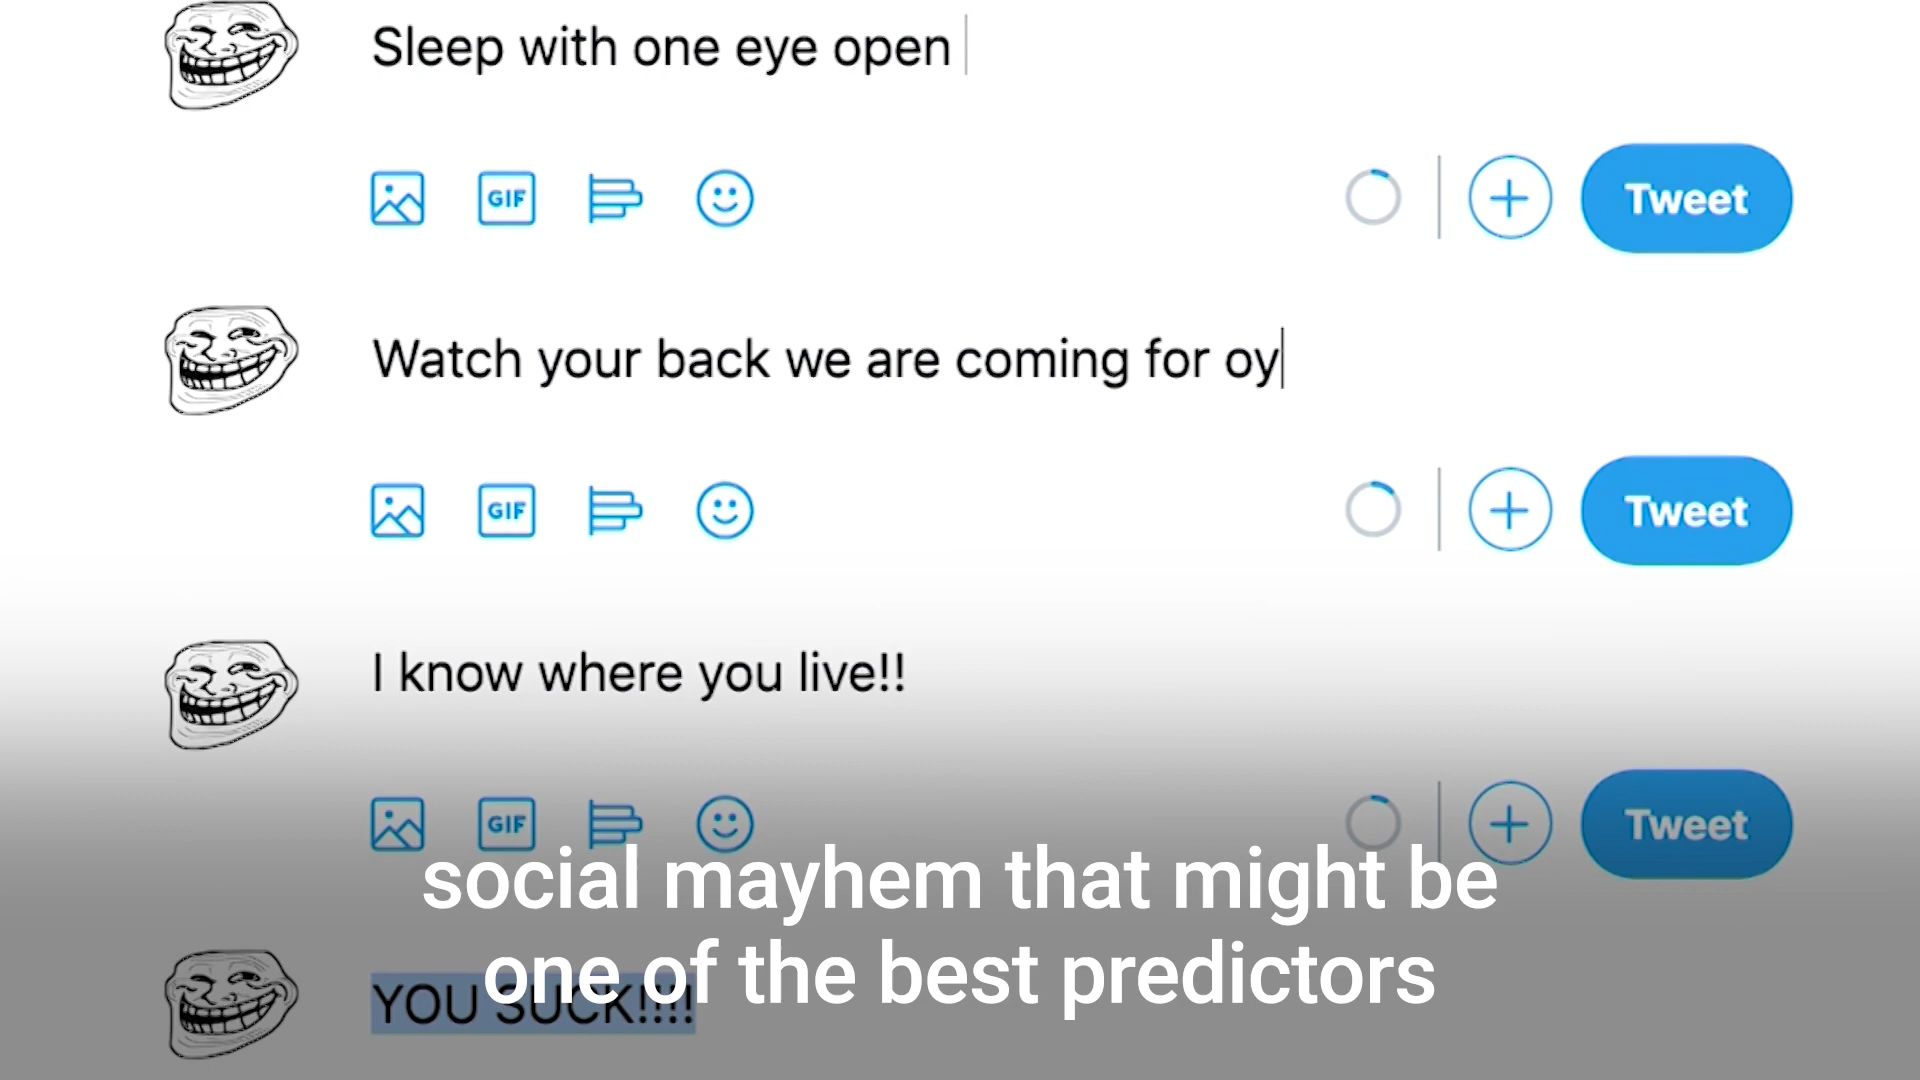 Sleep with one eye open
GIF
Tweet
Watch your back we are coming for oy
GIF
Tweet
I know where you live!!
GIF
Tweet
social mayhem that might be
one of the best predictors
YOU SUCK!!!!